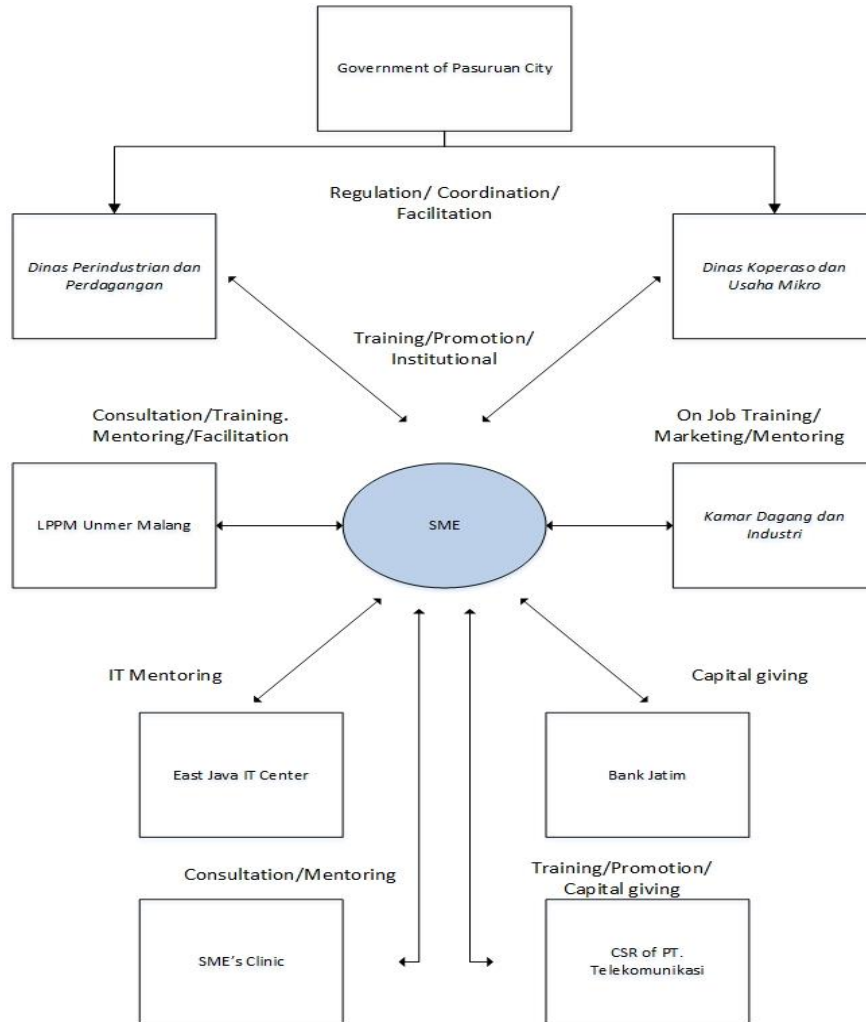 Government of Pasuruan City
Regulation/ Coordination/
Facilitation
Dinas Perindustrian dan
Perdagangan
Dinas Koperaso dan
Usaha Mikro
Training/Promotion/
Institutional
Consultation/Training.
Mentoring/Facilitation
On Job Training/
Marketing/Mentoring
LPPM Unmer Malang
SME
Kamar Dagang dan
Industri
IT Mentoring
Capital giving
East Java IT Center
Bank Jatim
Consultation/Mentoring
Training/Promotion/
Capital giving
SME's Clinic
CSR of PT.
Telekomunikasi